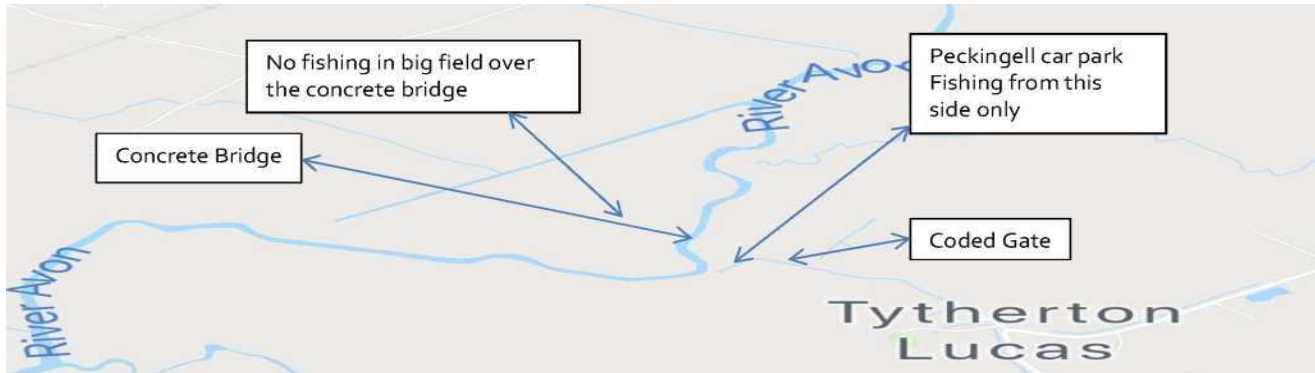 No fishing in big field over
the concrete bridge
River Avon
Peckingell car park
Fishing from this
side only
Concrete Bridge
Coded Gate
River Avon
Tytherton
Lucas